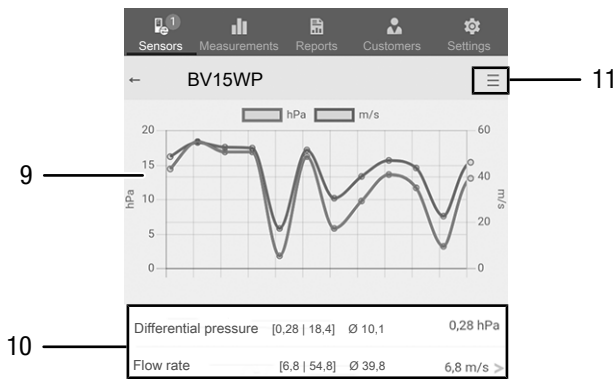 1
Sensors Measurements Reports Customers Settings
← BV15WP ☰ 11
hPa m/s
20 60
15 40
10 20
5
0 0
hPa
m/s
9
Differential pressure [0,28 | 18,4] Ø 10,1 0,28 hPa
10
Flow rate [6,8 | 54,8] Ø 39,8 6,8 m/s >